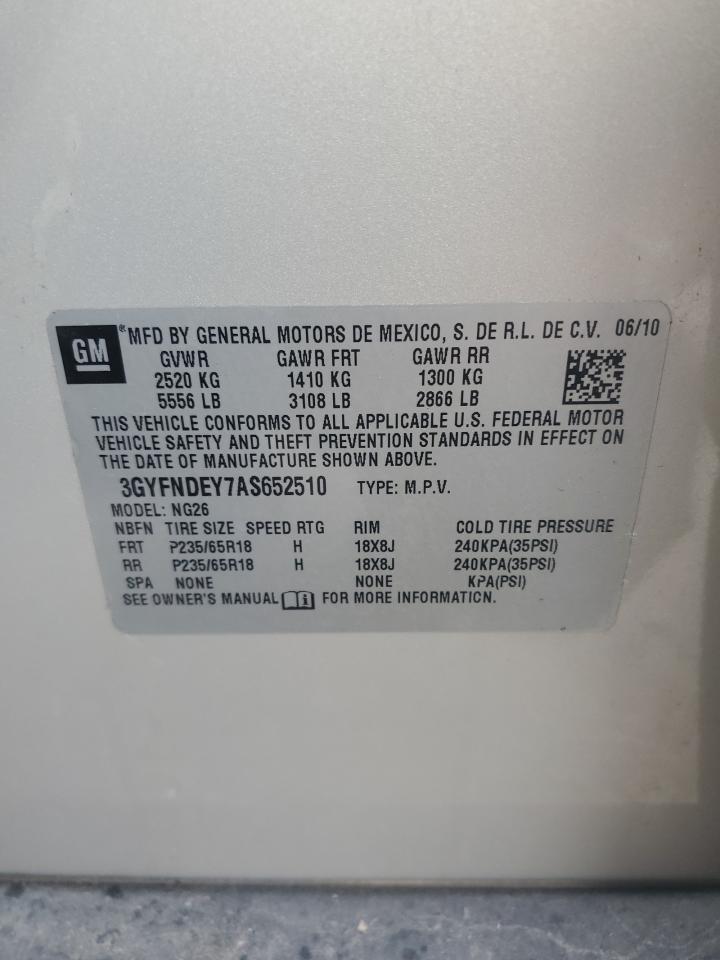 GM ® MFD BY GENERAL MOTORS DE MEXICO, S. DE R.L. DE C.V. 06/10
GVWR GAWR FRT GAWR RR
2520 KG 1410 KG 1300 KG
5556 LB 3108 LB 2866 LB
THIS VEHICLE CONFORMS TO ALL APPLICABLE U.S. FEDERAL MOTOR
VEHICLE SAFETY AND THEFT PREVENTION STANDARDS IN EFFECT ON
THE DATE OF MANUFACTURE SHOWN ABOVE.
3GYFNDEY7AS652510 TYPE: M.P.V.
MODEL: NG26
NBFN TIRE SIZE SPEED RTG RIM COLD TIRE PRESSURE
FRT P235/65R18 H 18X8J 240KPA(35PSI)
RR P235/65R18 H 18X8J 240KPA(35PSI)
SPA NONE NONE KPA(PSI)
SEE OWNER'S MANUAL i FOR MORE INFORMATION.